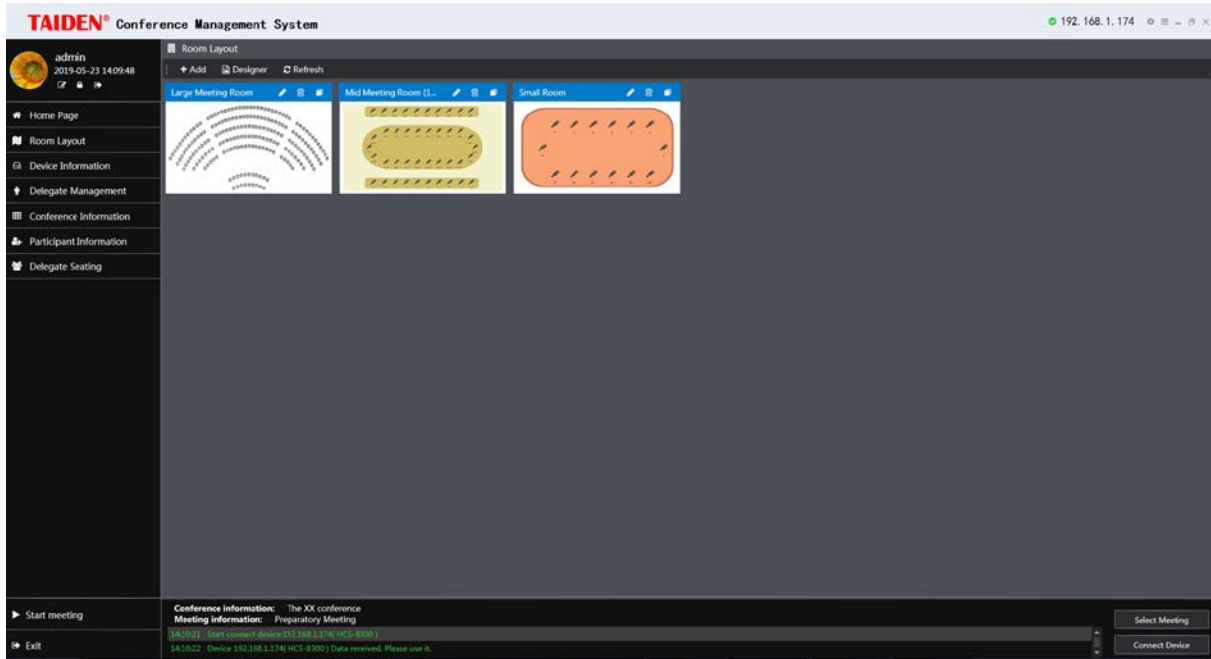 TAIDEN® Conference Management System
192.168.1.174
admin
2019-05-23 14:09:48
Room Layout
Add Designer Refresh
Large Meeting Room
Mid Meeting Room (1...
Small Room
Home Page
Room Layout
Device Information
Delegate Management
Conference Information
Participant Information
Delegate Seating
Start meeting
Exit
Conference information: The XX conference
Meeting information: Preparatory Meeting
14:10:21 Start connect device:192.168.1.174( HCS-8300 )
14:10:22 Device 192.168.1.174( HCS-8300 ) Data received, Please use it.
Select Meeting
Connect Device